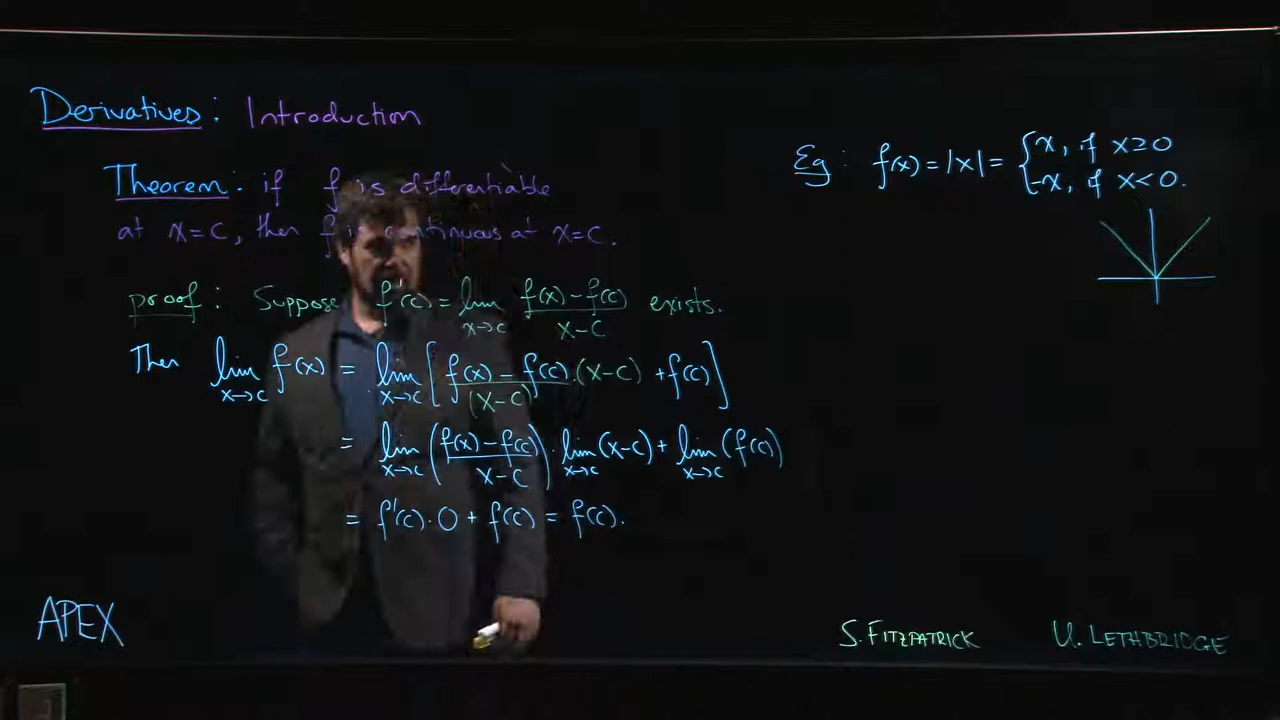 Derivatives: Introduction
Theorem: if f is differentiable
at x=c, then f is continuous at x=c.
proof: Suppose f'(c) = lim x→c (f(x)-f(c))/(x-c) exists.
Then lim x→c f(x) = lim x→c [(f(x)-f(c))/(x-c)·(x-c) + f(c)]
= lim x→c ((f(x)-f(c))/(x-c))·lim x→c (x-c) + lim x→c (f(c))
= f'(c)·0 + f(c) = f(c).
Eg: f(x) = |x| = { x, if x≥0
-x, if x<0.
APEX
S. FITZPATRICK
U. LETHBRIDGE